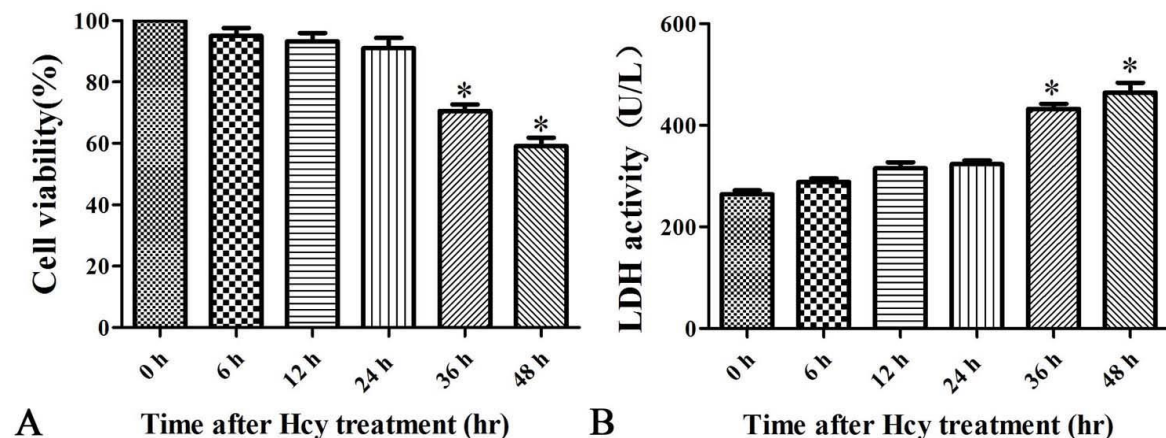 Cell viability(%)
100
80
60
40
20
0
*
*
0 h
6 h
12 h
24 h
36 h
48 h
Time after Hcy treatment (hr)
A
LDH activity (U/L)
600
400
200
0
*
*
0 h
6 h
12 h
24 h
36 h
48 h
Time after Hcy treatment (hr)
B